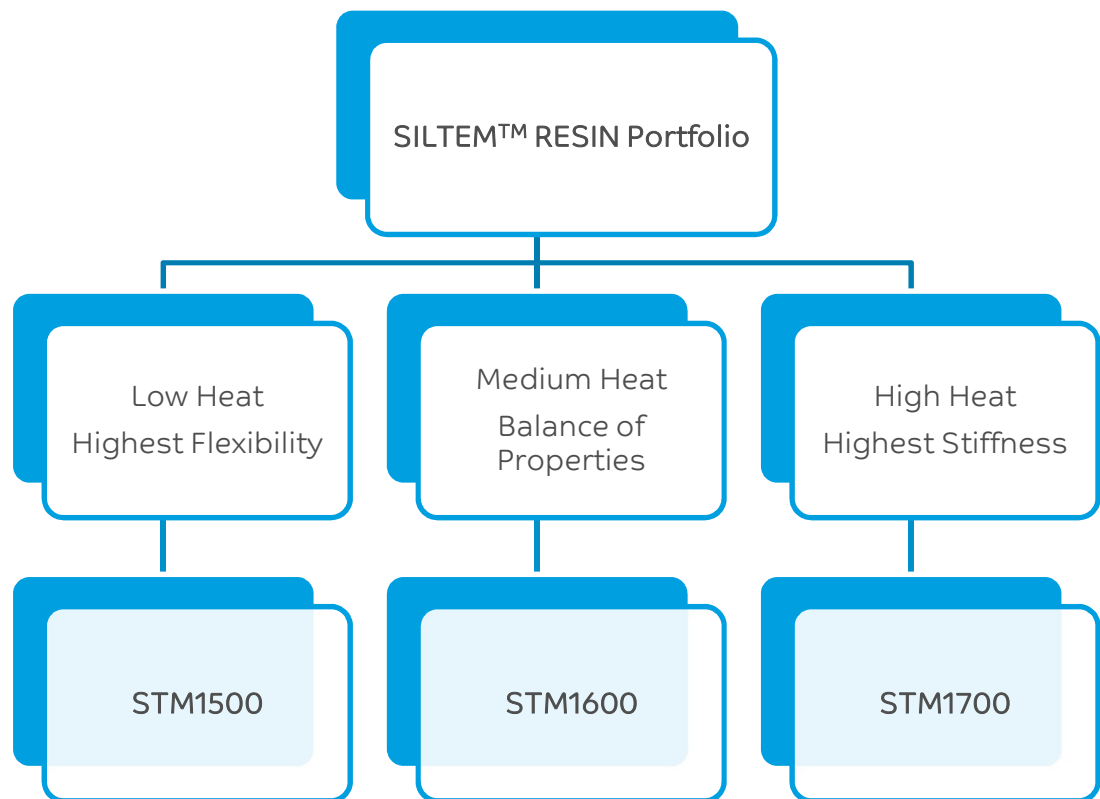 SILTEM™ RESIN Portfolio
Low Heat
Highest Flexibility
Medium Heat
Balance of
Properties
High Heat
Highest Stiffness
STM1500
STM1600
STM1700